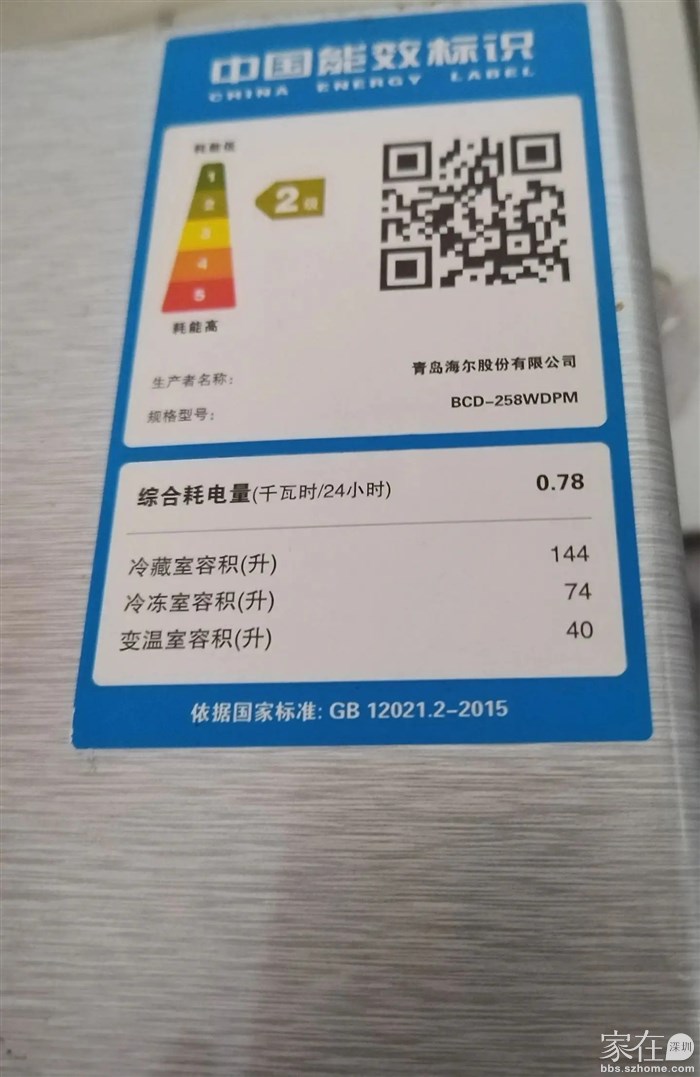 中国能效标识
CHINA ENERGY LABEL
耗能低
1
2
3
4
5
2级
耗能高
生产者名称: 青岛海尔股份有限公司
规格型号: BCD-258WDPM
综合耗电量(千瓦时/24小时) 0.78
冷藏室容积(升) 144
冷冻室容积(升) 74
变温室容积(升) 40
依据国家标准: GB 12021.2-2015
家在 深圳
bbs.szhome.com